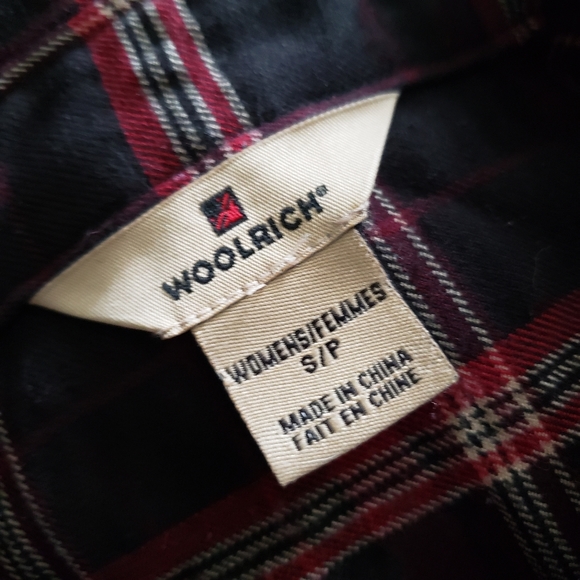 WOOLRICH®
WOMENS/FEMMES
S/P
MADE IN CHINA
FAIT EN CHINE